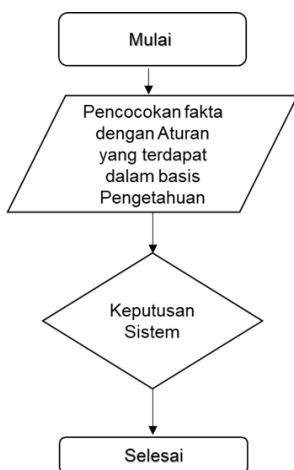 Mulai
Pencocokan fakta
dengan Aturan
yang terdapat
dalam basis
Pengetahuan
Keputusan
Sistem
Selesai